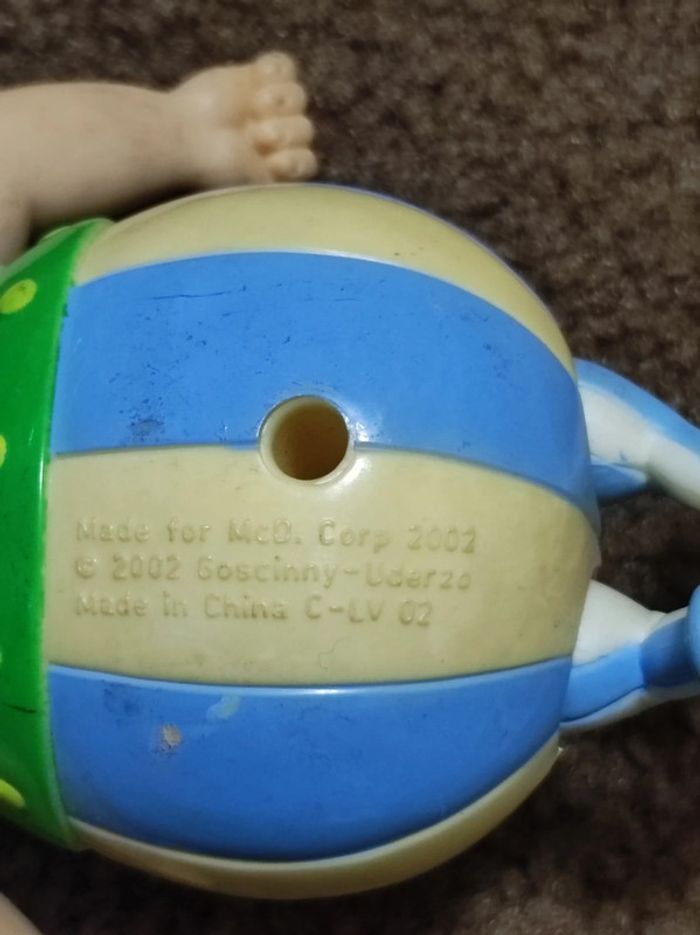 Made for McD. Corp 2002
© 2002 Goscinny-Uderzo
Made in China C-LV 02